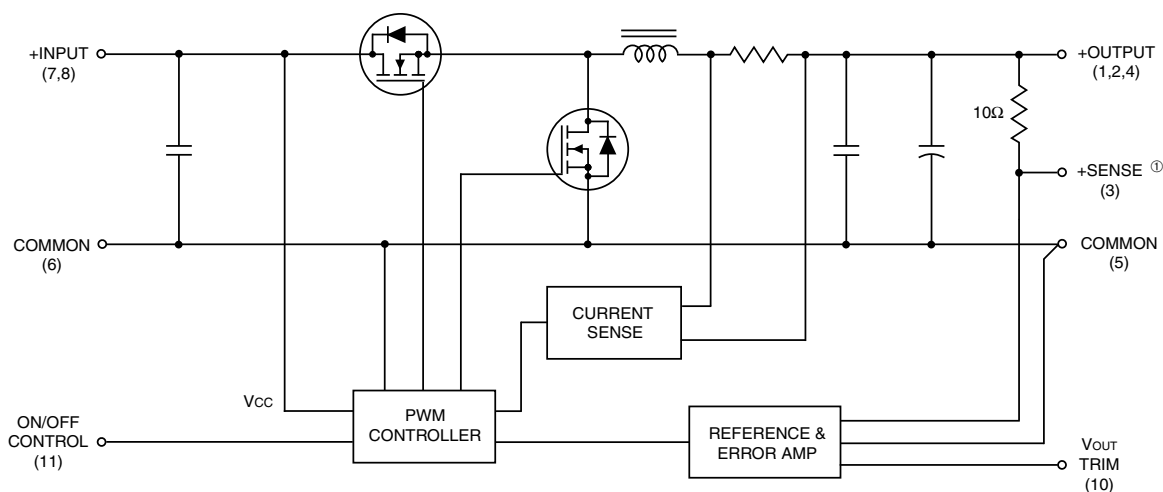 +INPUT
(7,8)
+OUTPUT
(1,2,4)
10Ω
+SENSE ①
(3)
COMMON
(6)
COMMON
(5)
CURRENT
SENSE
VCC
ON/OFF
CONTROL
(11)
PWM
CONTROLLER
REFERENCE &
ERROR AMP
VOUT
TRIM
(10)